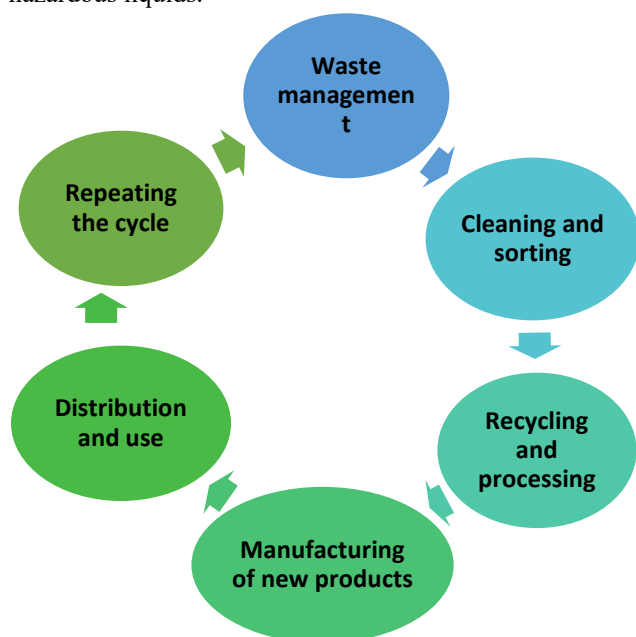 hazardous liquids.
Waste
managemen
t
Cleaning and
sorting
Recycling
and
processing
Manufacturing
of new products
Distribution
and use
Repeating
the cycle